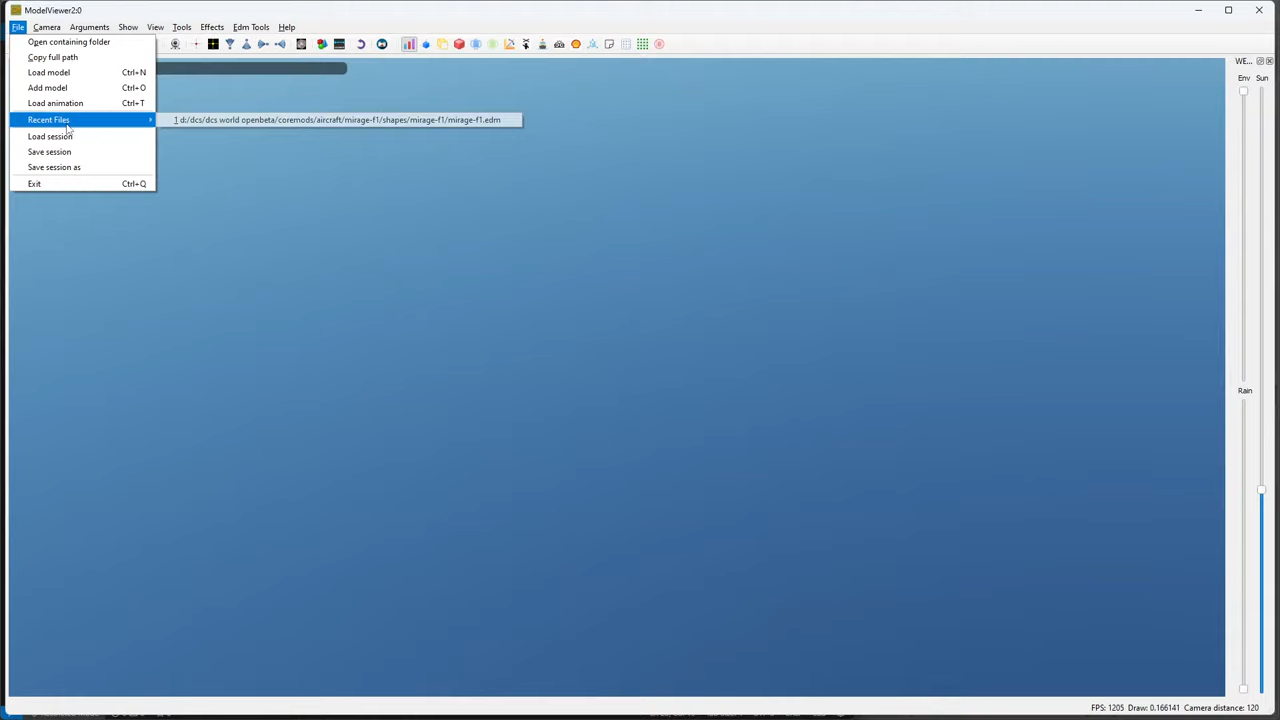 ModelViewer2:0
File Camera Arguments Show View Tools Effects Edm Tools Help
Open containing folder
Copy full path
Load model Ctrl+N
Add model Ctrl+O
Load animation Ctrl+T
Recent Files
1 d:/dcs/dcs world openbeta/coremods/aircraft/mirage-f1/shapes/mirage-f1/mirage-f1.edm
Load session
Save session
Save session as
Exit Ctrl+Q
WE...
Env Sun
Rain
FPS: 1205 Draw: 0.166141 Camera distance: 120